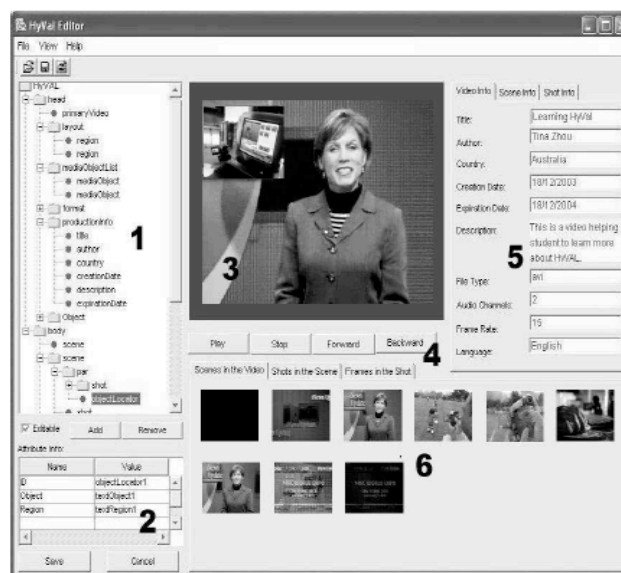 HyVal Editor
File View Help
HyVAL
head
primaryVideo
layout
region
region
mediaObjectList
mediaObject
mediaObject
format
productionInfo
title
author
country
creationDate
description
expirationDate
Object
body
scene
scene
par
shot
objectLocator
shot
1
Editable Add Remove
Attribute Info:
Name Value
ID objectLocator1
Object textObject1
Region textRegion1
2
Save Cancel
3
Play Stop Forward Backward
4
Scenes in the Video Shots in the Scene Frames in the Shot
6
Video Info Scene Info Shot Info
Title: Learning HyVal
Author: Tina Zhou
Country: Australia
Creation Date: 18/12/2003
Expiration Date: 18/12/2004
Description: This is a video helping
student to learn more
about HyVAL.
5
File Type: avi
Audio Channels: 2
Frame Rate: 15
Language: English